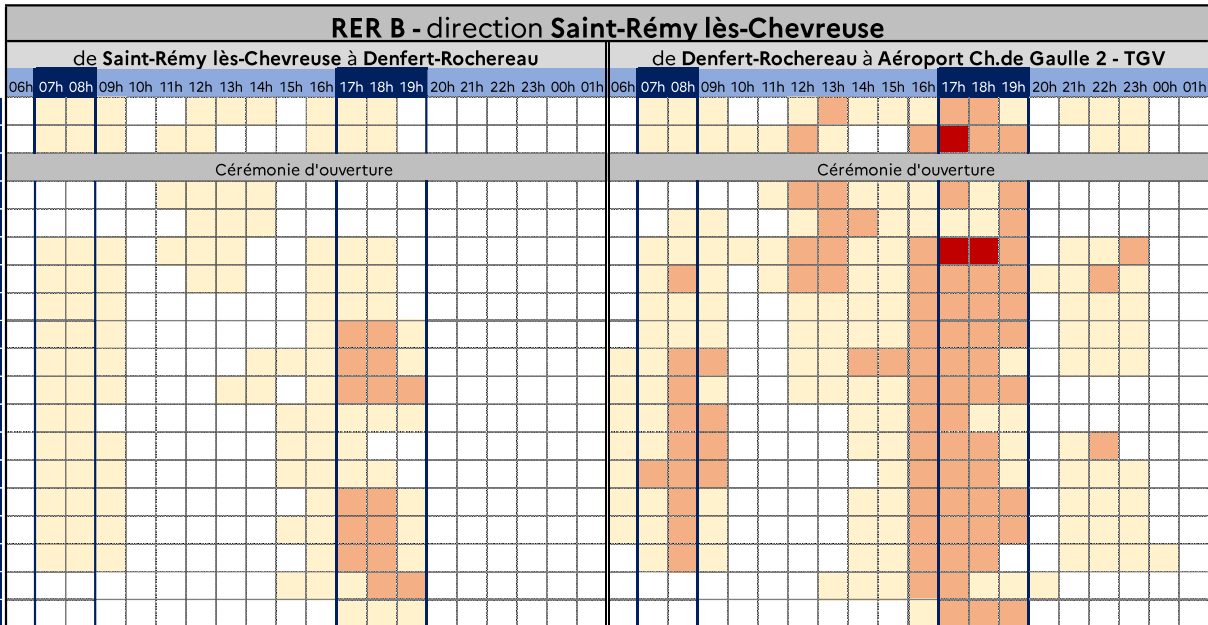 RER B - direction Saint-Rémy lès-Chevreuse
de Saint-Rémy lès-Chevreuse à Denfert-Rochereau
de Denfert-Rochereau à Aéroport Ch.de Gaulle 2 - TGV
06h 07h 08h 09h 10h 11h 12h 13h 14h 15h 16h 17h 18h 19h 20h 21h 22h 23h 00h 01h
06h 07h 08h 09h 10h 11h 12h 13h 14h 15h 16h 17h 18h 19h 20h 21h 22h 23h 00h 01h
Cérémonie d'ouverture
Cérémonie d'ouverture